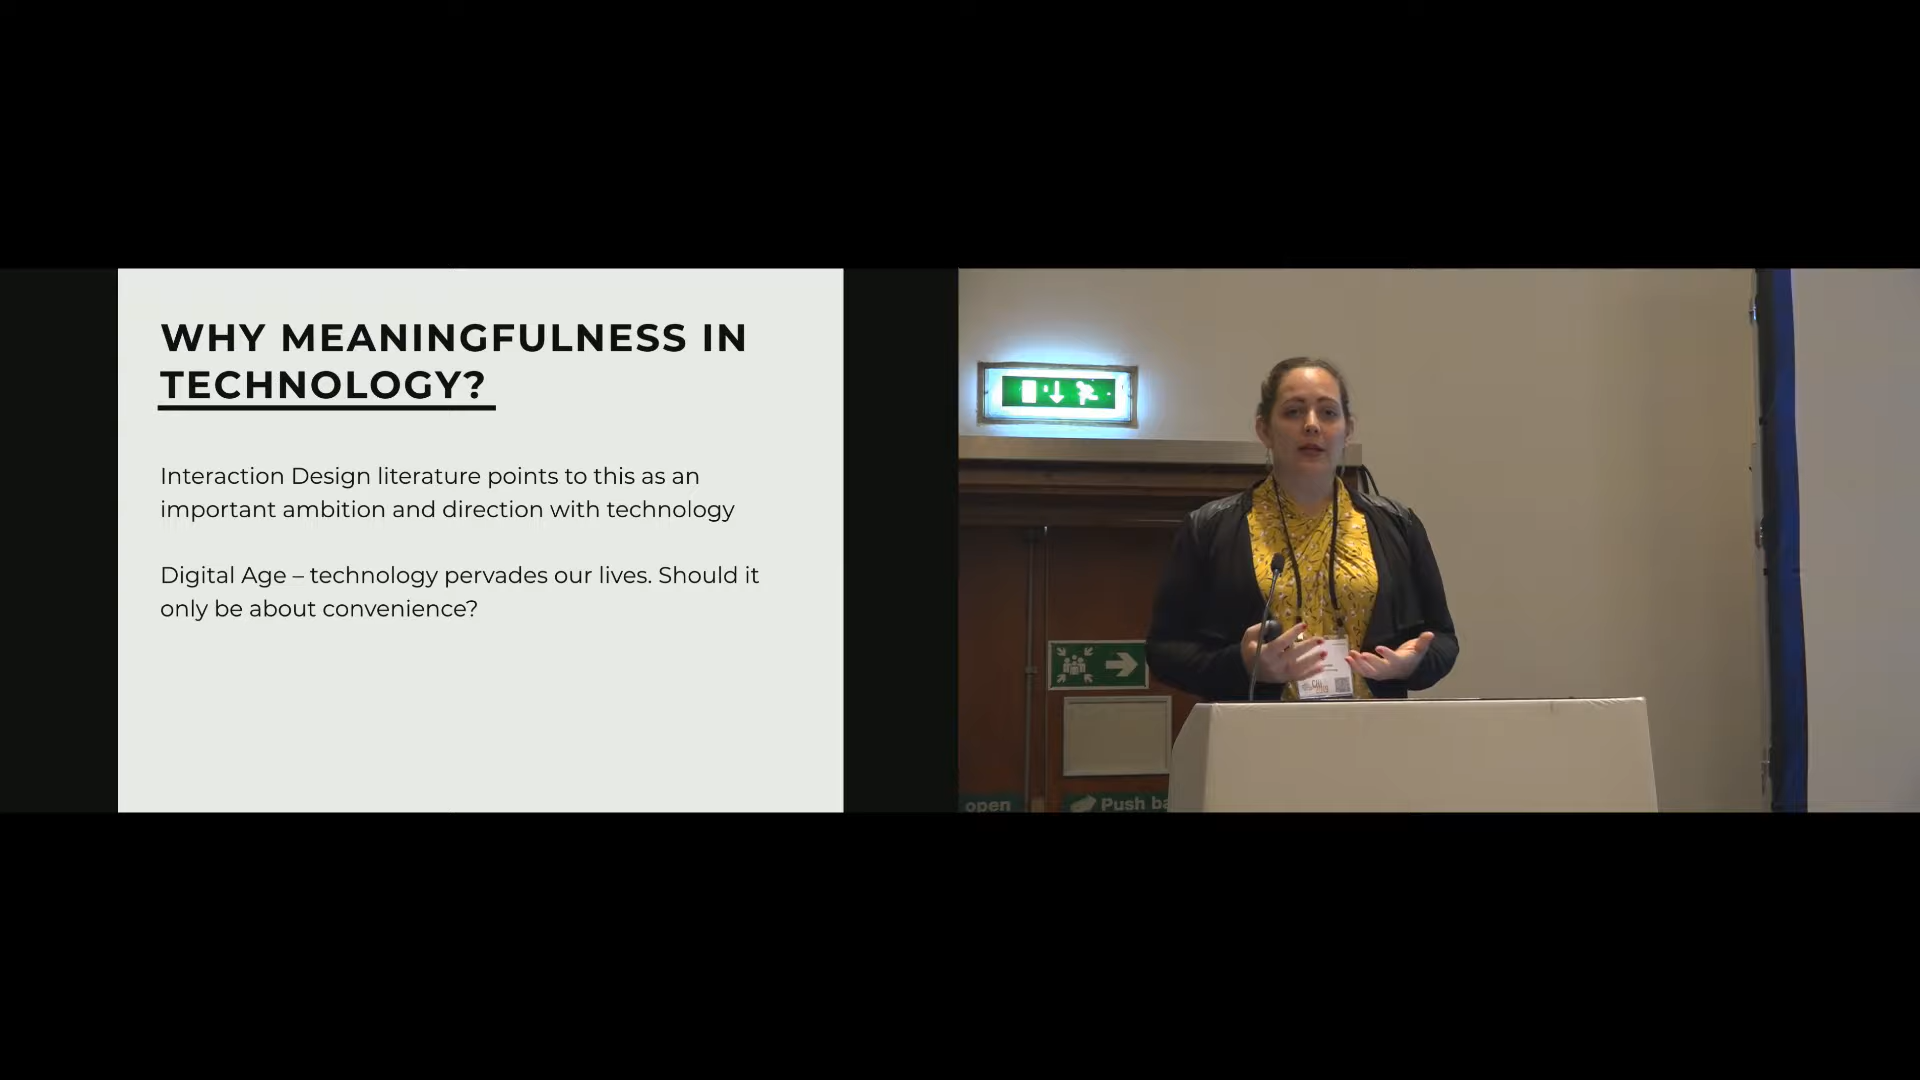 WHY MEANINGFULNESS IN
TECHNOLOGY?
Interaction Design literature points to this as an
important ambition and direction with technology
Digital Age – technology pervades our lives. Should it
only be about convenience?
open
Push ba
CHI